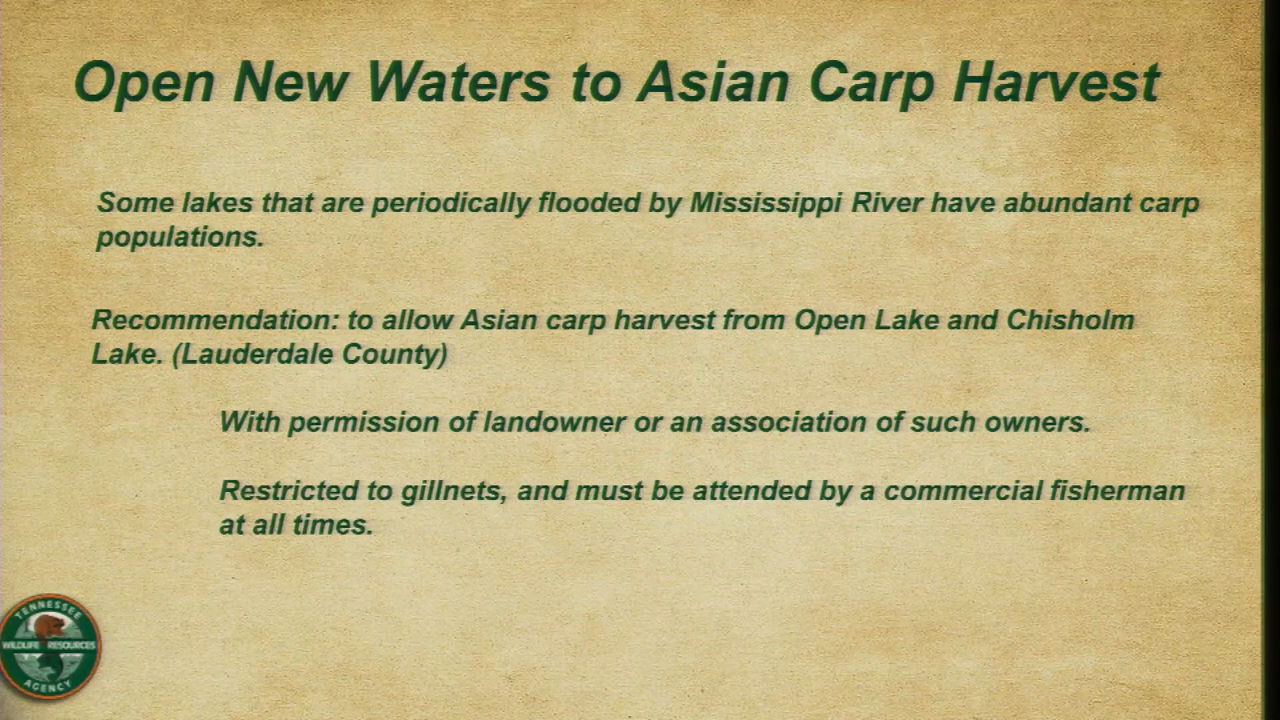 Open New Waters to Asian Carp Harvest
Some lakes that are periodically flooded by Mississippi River have abundant carp
populations.
Recommendation: to allow Asian carp harvest from Open Lake and Chisholm
Lake. (Lauderdale County)
With permission of landowner or an association of such owners.
Restricted to gillnets, and must be attended by a commercial fisherman
at all times.
TENNESSEE
WILDLIFE RESOURCES
AGENCY